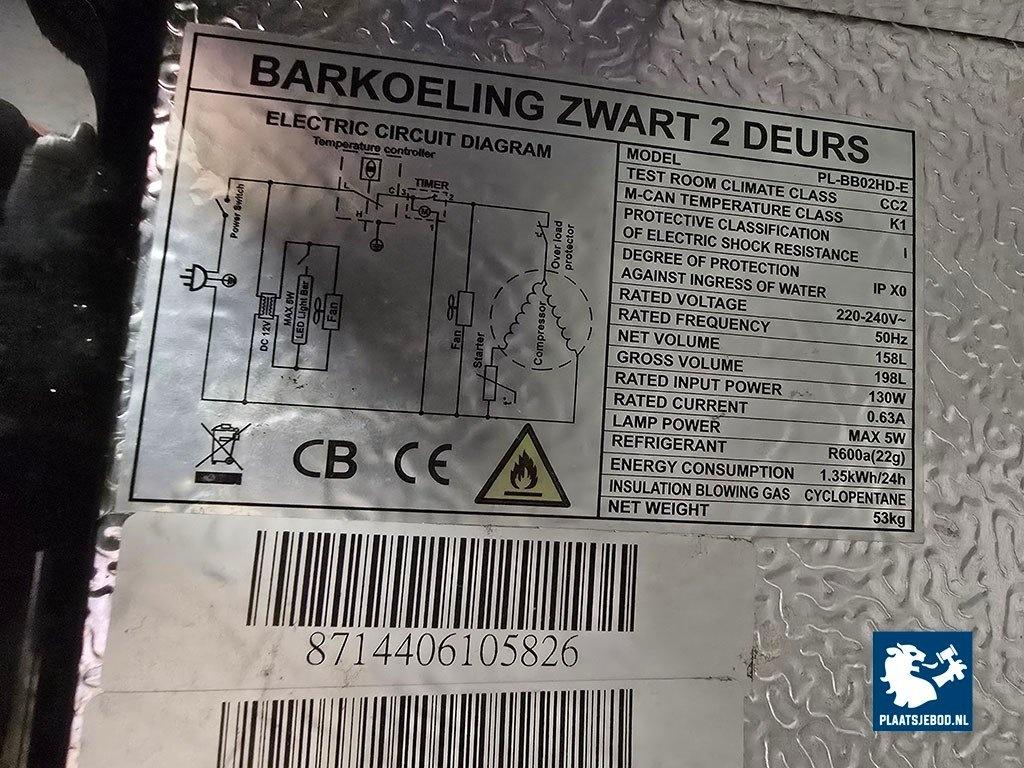 BARKOELING ZWART 2 DEURS
ELECTRIC CIRCUIT DIAGRAM
Temperature controller
TIMER
Power Switch
L
C
H
T
3
2
1
M
Over load
protector
DC 12V
MAX 5W
LED Light Bar
Fan
Fan
Starter
Compressor
t°
CB CE
MODEL PL-BB02HD-E
TEST ROOM CLIMATE CLASS CC2
M-CAN TEMPERATURE CLASS K1
PROTECTIVE CLASSIFICATION
OF ELECTRIC SHOCK RESISTANCE I
DEGREE OF PROTECTION
AGAINST INGRESS OF WATER IP X0
RATED VOLTAGE 220-240V~
RATED FREQUENCY 50Hz
NET VOLUME 158L
GROSS VOLUME 198L
RATED INPUT POWER 130W
RATED CURRENT 0.63A
LAMP POWER MAX 5W
REFRIGERANT R600a(22g)
ENERGY CONSUMPTION 1.35kWh/24h
INSULATION BLOWING GAS CYCLOPENTANE
NET WEIGHT 53kg
8714406105826
PLAATSJEBOD.NL